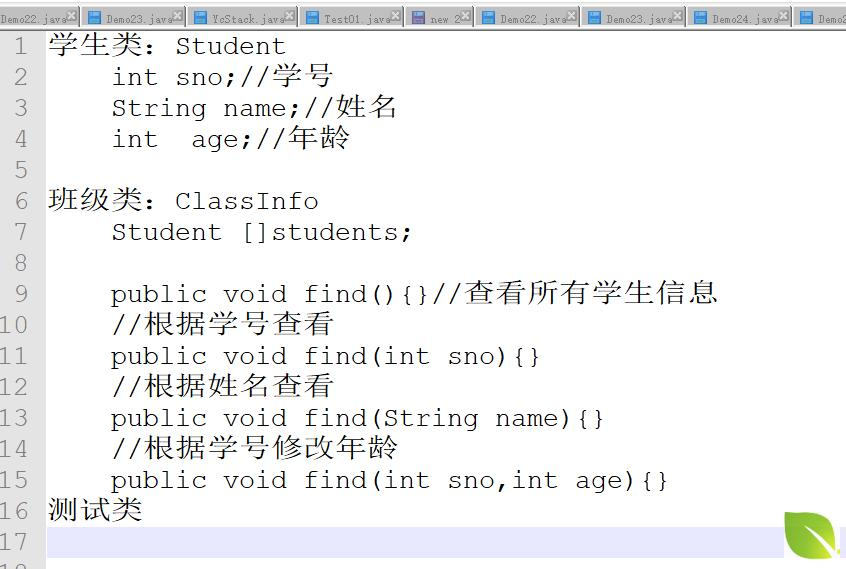 Demo22.java Demo23.java YcStack.java Test01.java new 2 Demo22.java Demo23.java Demo24.java Demo
1 学生类：Student
2 int sno;//学号
3 String name;//姓名
4 int  age;//年龄
5
6 班级类：ClassInfo
7 Student []students;
8
9 public void find(){}//查看所有学生信息
10 //根据学号查看
11 public void find(int sno){}
12 //根据姓名查看
13 public void find(String name){}
14 //根据学号修改年龄
15 public void find(int sno,int age){}
16 测试类
17